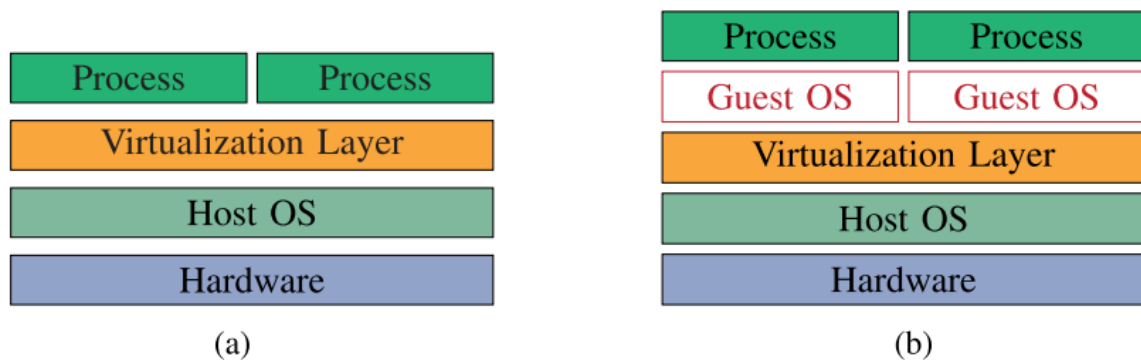 Process Process
Virtualization Layer
Host OS
Hardware
(a)
Process Process
Guest OS Guest OS
Virtualization Layer
Host OS
Hardware
(b)